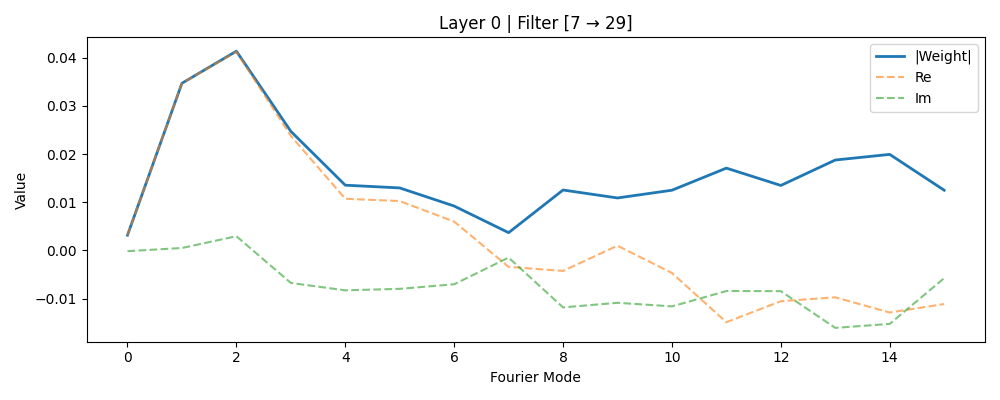 Layer 0 | Filter [7 → 29]
|Weight|
Re
Im
Value
0.04
0.03
0.02
0.01
0.00
−0.01
0 2 4 6 8 10 12 14
Fourier Mode